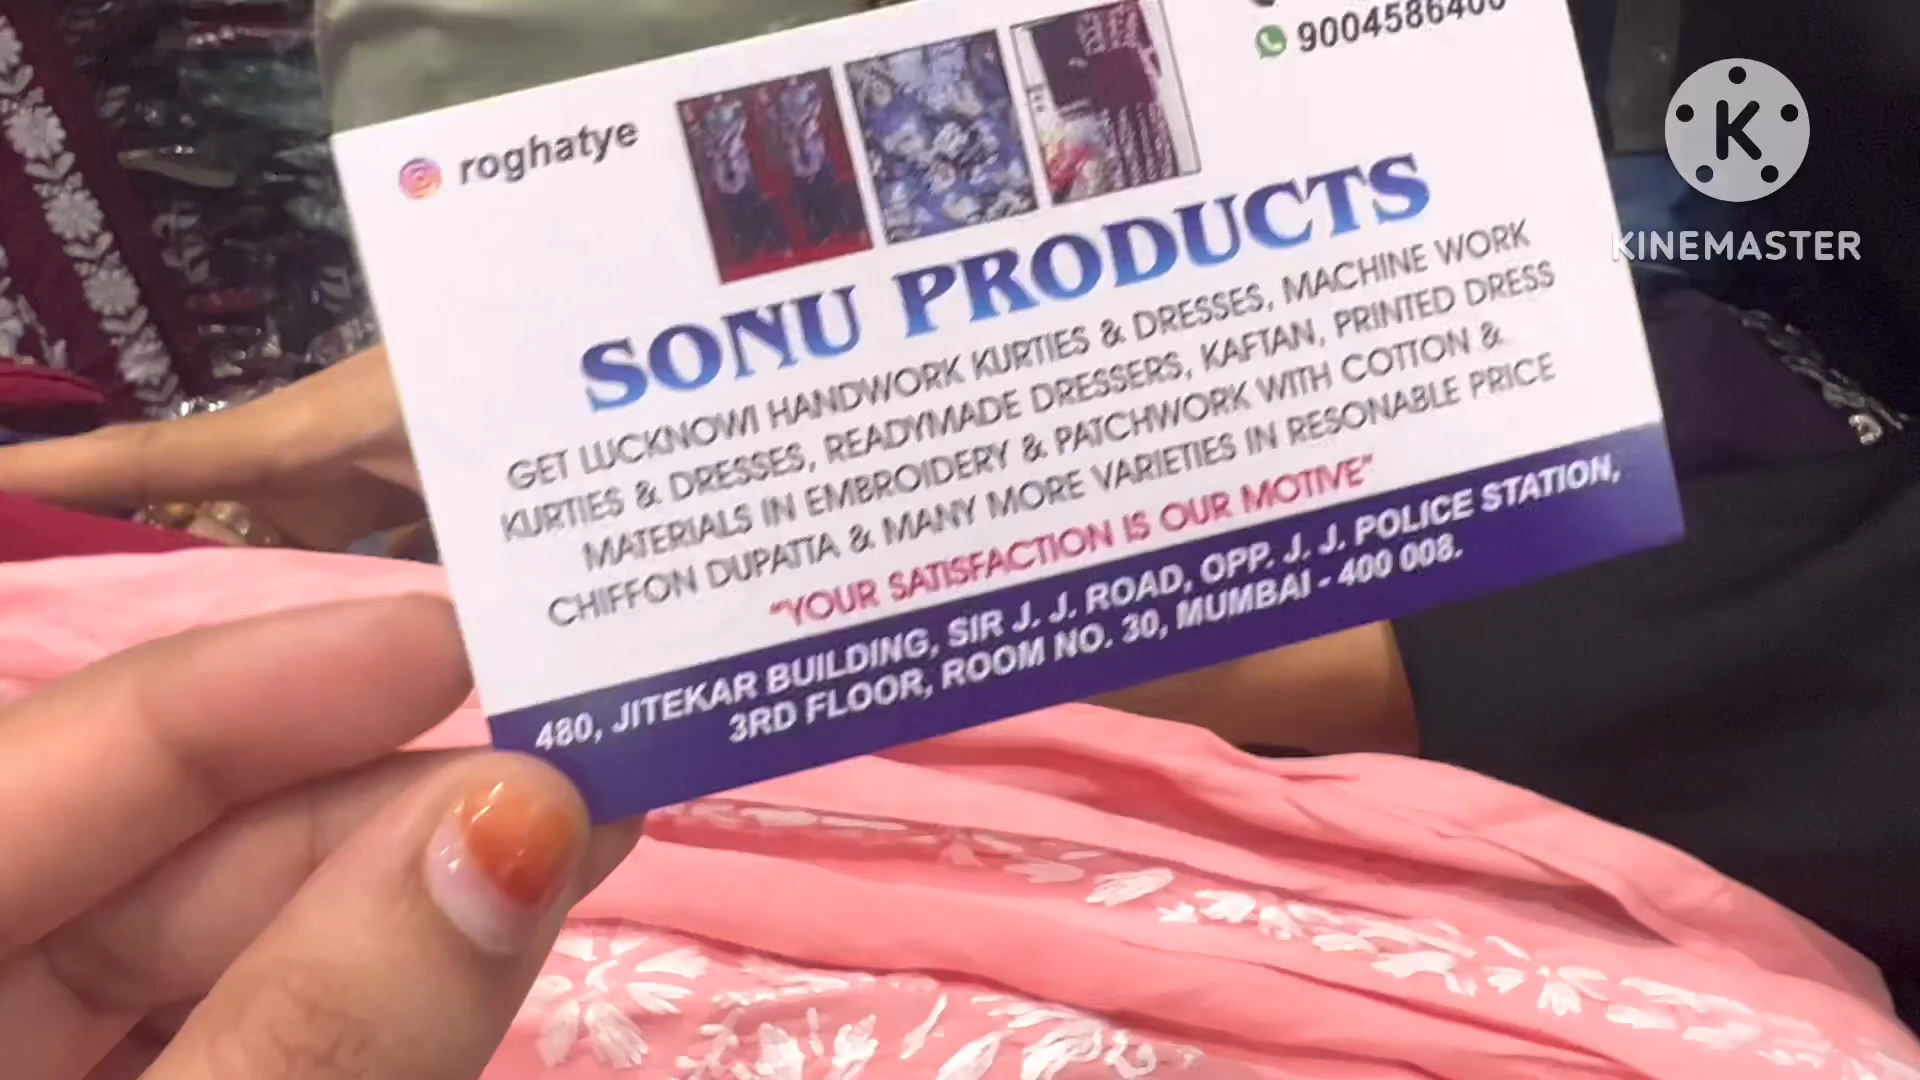 roghatye
SONU PRODUCTS
GET LUCKNOWI HANDWORK KURTIES & DRESSES, MACHINE WORK
KURTIES & DRESSES, READYMADE DRESSERS, KAFTAN, PRINTED DRESS
MATERIALS IN EMBROIDERY & PATCHWORK WITH COTTON &
CHIFFON DUPATTA & MANY MORE VARIETIES IN RESONABLE PRICE
"YOUR SATISFACTION IS OUR MOTIVE"
480, JITEKAR BUILDING, SIR J. J. ROAD, OPP. J. J. POLICE STATION,
3RD FLOOR, ROOM NO. 30, MUMBAI - 400 008.
K
KINEMASTER